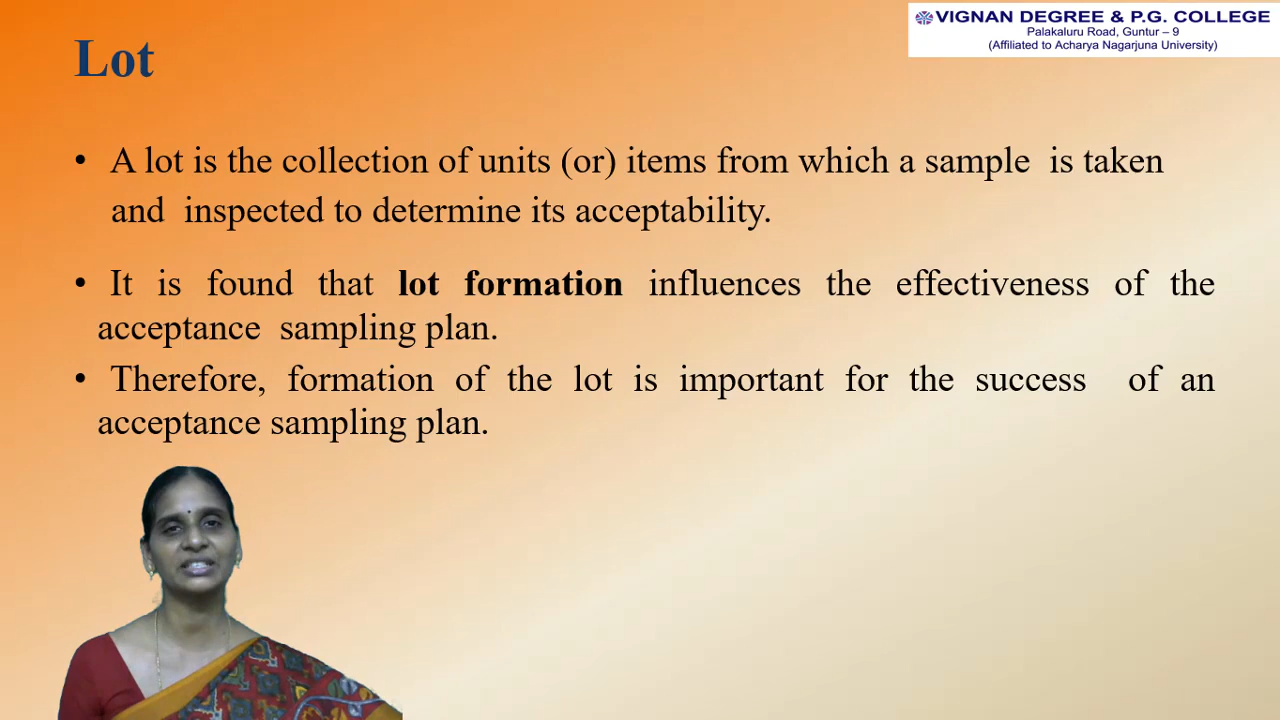 VIGNAN DEGREE & P.G. COLLEGE
Palakaluru Road, Guntur – 9
(Affiliated to Acharya Nagarjuna University)
Lot
• A lot is the collection of units (or) items from which a sample is taken
and inspected to determine its acceptability.
• It is found that lot formation influences the effectiveness of the
acceptance sampling plan.
• Therefore, formation of the lot is important for the success of an
acceptance sampling plan.